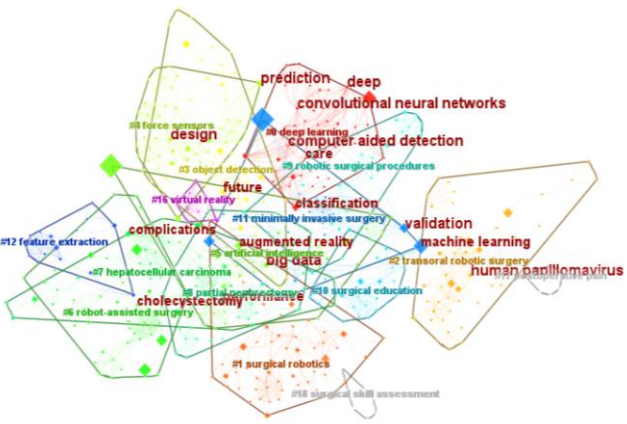 prediction
deep
convolutional neural networks
#4 force sensors
design
#0 deep learning
computer aided detection
care
#3 object detection
#9 robotic surgical procedures
future
#16 virtual reality
classification
#11 minimally invasive surgery
validation
complications
#12 feature extraction
augmented reality
machine learning
#5 artificial intelligence
big data
#2 transoral robotic surgery
#7 hepatocellular carcinoma
human papillomavirus
#8 partial nephrectomy
performance
#10 surgical education
cholecystectomy
#6 robot-assisted surgery
#1 surgical robotics
#18 surgical skill assessment